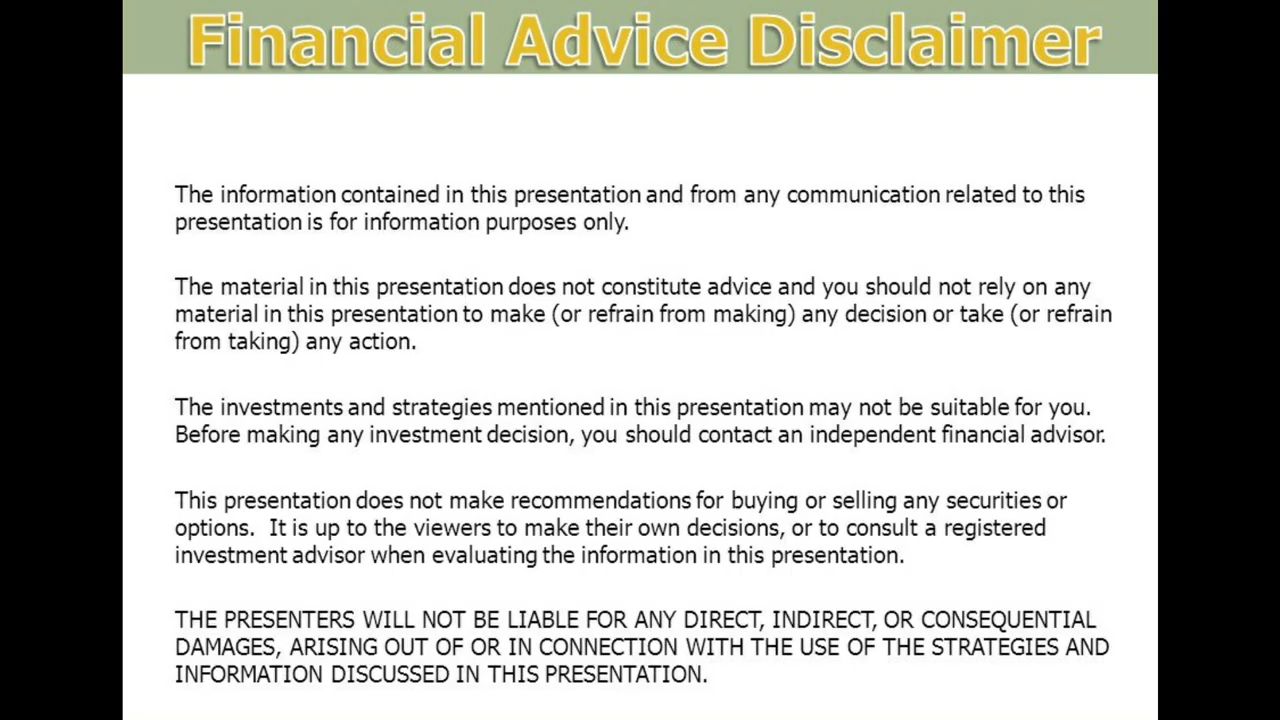 Financial Advice Disclaimer
The information contained in this presentation and from any communication related to this
presentation is for information purposes only.
The material in this presentation does not constitute advice and you should not rely on any
material in this presentation to make (or refrain from making) any decision or take (or refrain
from taking) any action.
The investments and strategies mentioned in this presentation may not be suitable for you.
Before making any investment decision, you should contact an independent financial advisor.
This presentation does not make recommendations for buying or selling any securities or
options.  It is up to the viewers to make their own decisions, or to consult a registered
investment advisor when evaluating the information in this presentation.
THE PRESENTERS WILL NOT BE LIABLE FOR ANY DIRECT, INDIRECT, OR CONSEQUENTIAL
DAMAGES, ARISING OUT OF OR IN CONNECTION WITH THE USE OF THE STRATEGIES AND
INFORMATION DISCUSSED IN THIS PRESENTATION.